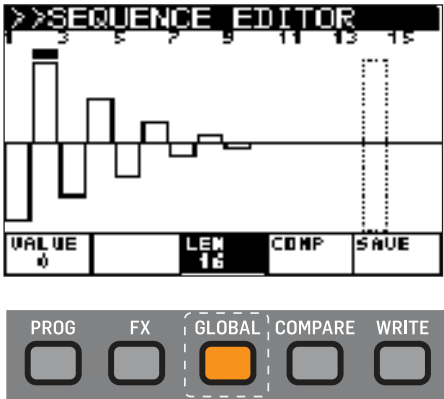 >>SEQUENCE EDITOR
1 3 5 7 9 11 13 15
VALUE LEN COMP SAVE
0 16
PROG FX GLOBAL COMPARE WRITE